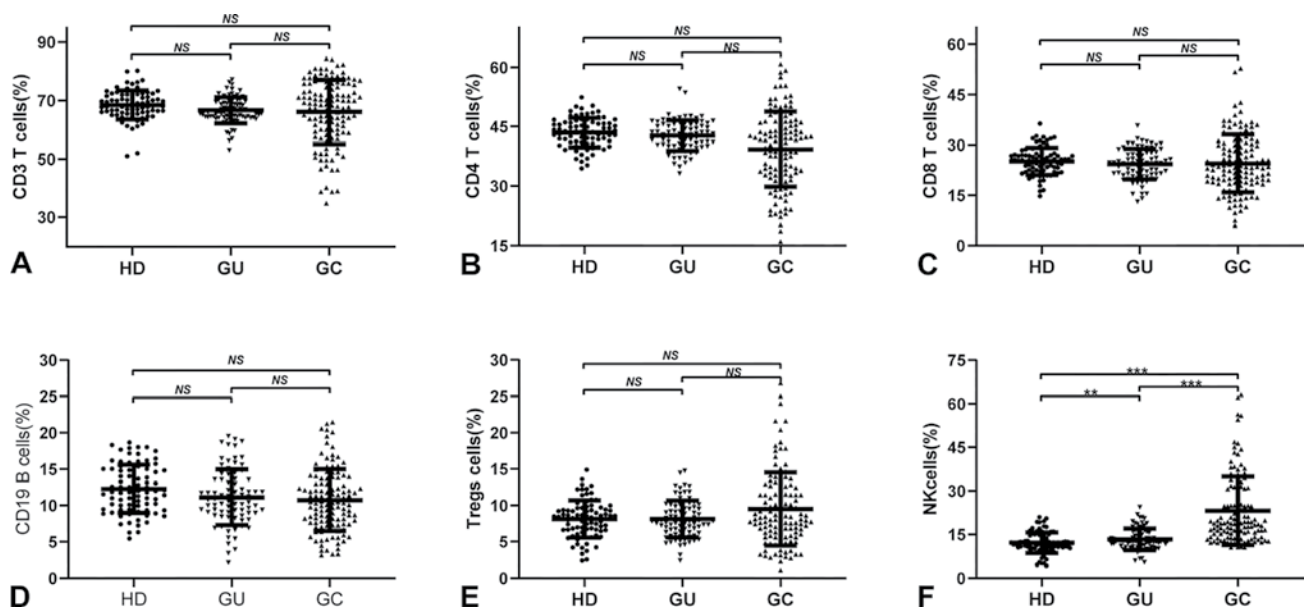 NS
NS NS
CD3 T cells(%)
90
70
50
30
HD GU GC
A
NS
NS NS
CD4 T cells(%)
60
45
30
15
HD GU GC
B
NS
NS NS
CD8 T cells(%)
60
45
30
15
0
HD GU GC
C
NS
NS NS
CD19 B cells(%)
30
25
20
15
10
5
0
HD GU GC
D
NS
NS NS
Tregs cells(%)
30
25
20
15
10
5
0
HD GU GC
E
***
** ***
NKcells(%)
75
60
45
30
15
0
HD GU GC
F